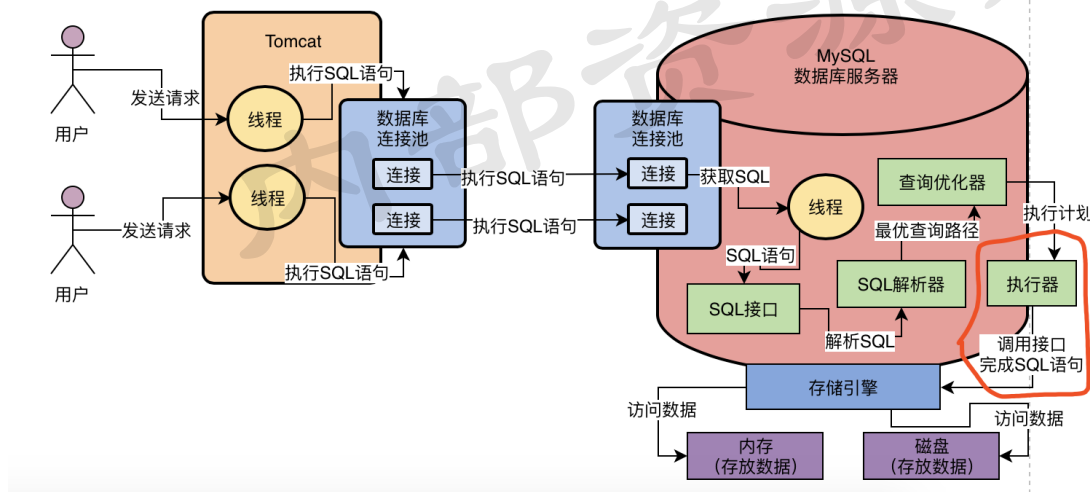 内部资源
Tomcat
MySQL
数据库服务器
用户
发送请求
线程
执行SQL语句
数据库
连接池
连接
执行SQL语句
连接
执行SQL语句
数据库
连接池
连接
连接
获取SQL
线程
查询优化器
执行计划
用户
发送请求
线程
执行SQL语句
SQL语句
最优查询路径
SQL接口
解析SQL
SQL解析器
执行器
调用接口
完成SQL语句
存储引擎
访问数据
访问数据
内存
(存放数据)
磁盘
(存放数据)